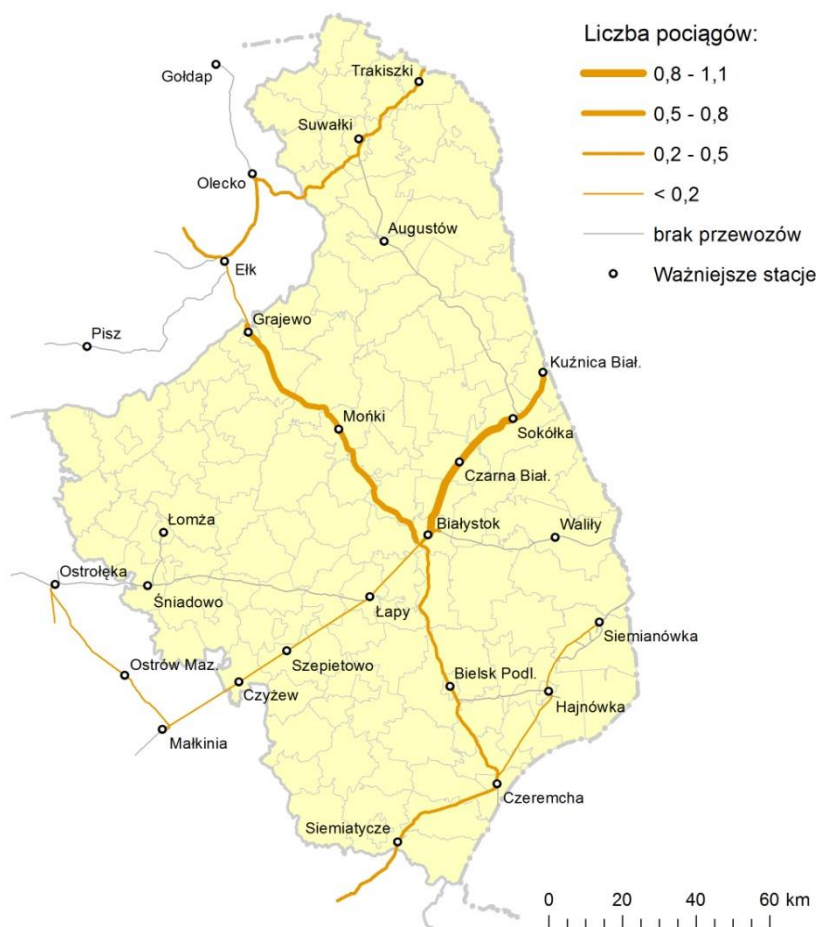 Liczba pociągów:
0,8 - 1,1
0,5 - 0,8
0,2 - 0,5
< 0,2
brak przewozów
Ważniejsze stacje
Gołdap
Trakiszki
Suwałki
Olecko
Augustów
Ełk
Grajewo
Pisz
Kuźnica Biał.
Mońki
Sokółka
Czarna Biał.
Łomża
Białystok
Waliły
Ostrołęka
Śniadowo
Łapy
Siemianówka
Ostrów Maz.
Szepietowo
Bielsk Podl.
Czyżew
Hajnówka
Małkinia
Czeremcha
Siemiatycze
0 20 40 60 km